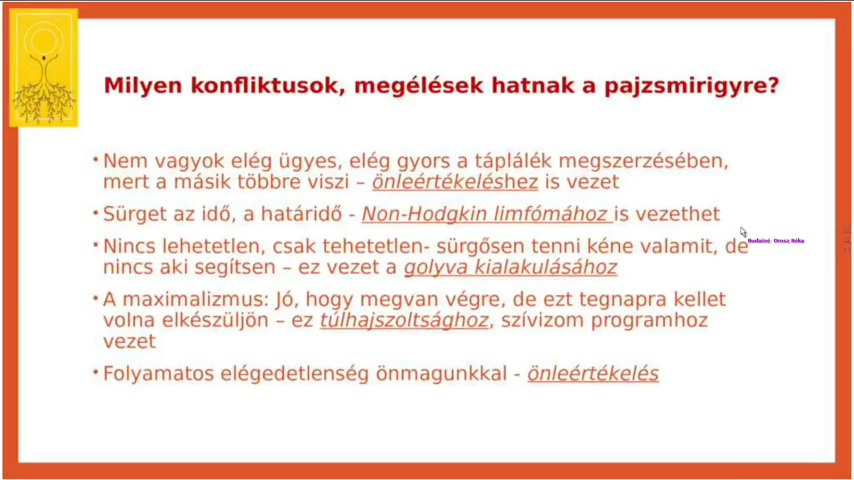 Milyen konfliktusok, megélések hatnak a pajzsmirigyre?
• Nem vagyok elég ügyes, elég gyors a táplálék megszerzésében,
mert a másik többre viszi – önleértékeléshez is vezet
• Sürget az idő, a határidő - Non-Hodgkin limfómához is vezethet
• Nincs lehetetlen, csak tehetetlen- sürgősen tenni kéne valamit, de
nincs aki segítsen – ez vezet a golyva kialakulásához
• A maximalizmus: Jó, hogy megvan végre, de ezt tegnapra kellet
volna elkészüljön – ez túlhajszoltsághoz, szívizom programhoz
vezet
• Folyamatos elégedetlenség önmagunkkal - önleértékelés
Budainé Orosz Réka